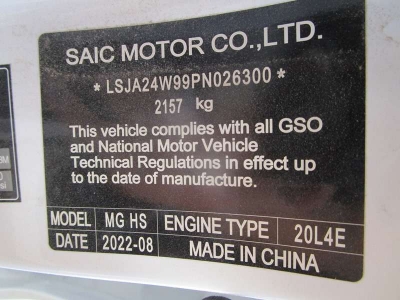 SAIC MOTOR CO.,LTD.
* LSJA24W99PN026300 *
2157 kg
This vehicle complies with all GSO
and National Motor Vehicle
Technical Regulations in effect up
to the date of manufacture.
MODEL MG HS ENGINE TYPE 20L4E
DATE 2022-08 MADE IN CHINA